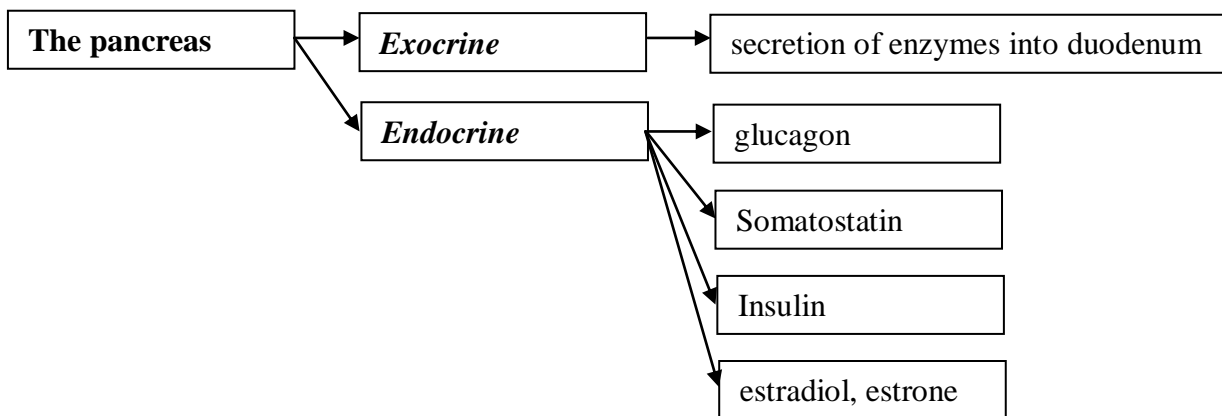 The pancreas
Exocrine
secretion of enzymes into duodenum
Endocrine
glucagon
Somatostatin
Insulin
estradiol, estrone